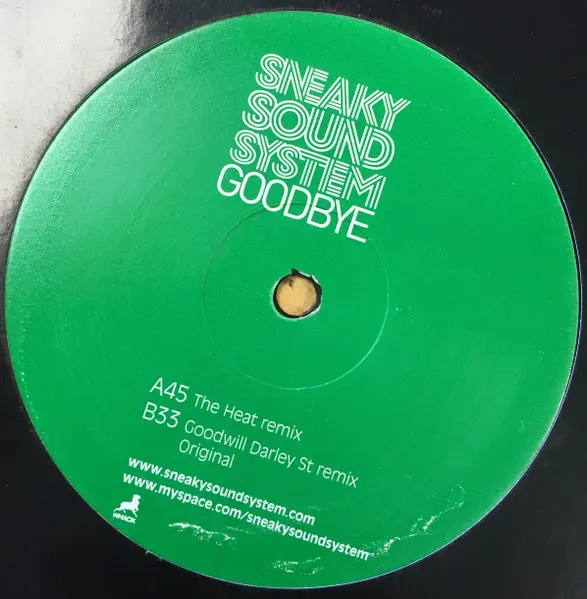 SNEAKY
SOUND
SYSTEM
GOODBYE
A45 The Heat remix
B33 Goodwill Darley St remix
Original
www.sneakysoundsystem.com
www.myspace.com/sneakysoundsystem
WHACK